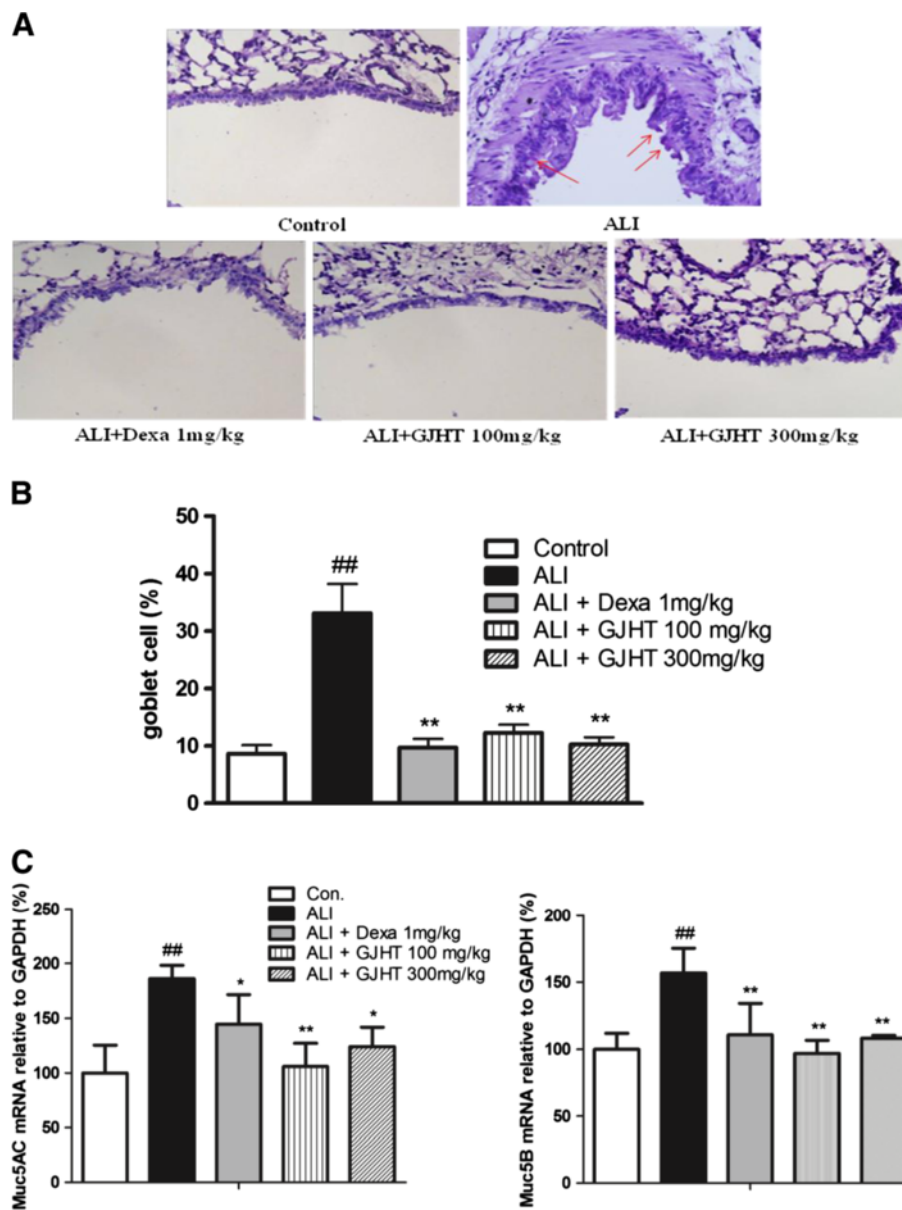 A
Control
ALI
ALI+Dexa 1mg/kg
ALI+GJHT 100mg/kg
ALI+GJHT 300mg/kg
B
goblet cell (%)
50
40
30
20
10
0
##
**
**
**
Control
ALI
ALI + Dexa 1mg/kg
ALI + GJHT 100 mg/kg
ALI + GJHT 300mg/kg
C
Muc5AC mRNA relative to GAPDH (%)
250
200
150
100
50
0
##
*
**
*
Con.
ALI
ALI + Dexa 1mg/kg
ALI + GJHT 100 mg/kg
ALI + GJHT 300mg/kg
Muc5B mRNA relative to GAPDH (%)
200
150
100
50
0
##
**
**
**